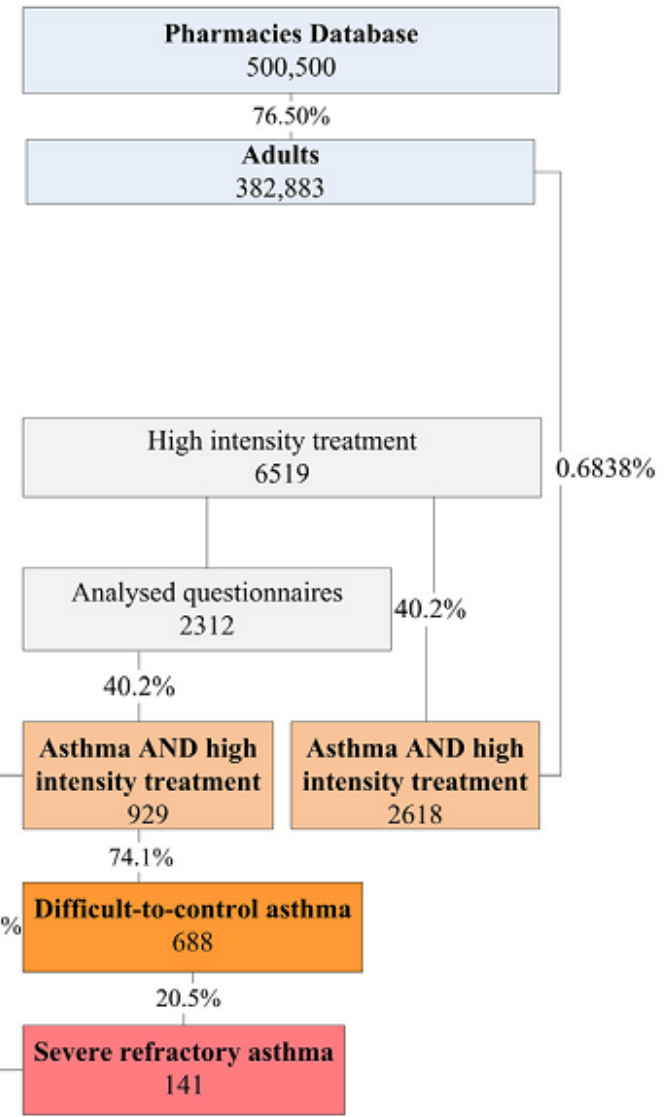 Pharmacies Database
500,500
76.50%
Adults
382,883
High intensity treatment
6519
0.6838%
Analysed questionnaires
2312
40.2%
40.2%
Asthma AND high
intensity treatment
929
Asthma AND high
intensity treatment
2618
74.1%
Difficult-to-control asthma
688
%
20.5%
Severe refractory asthma
141